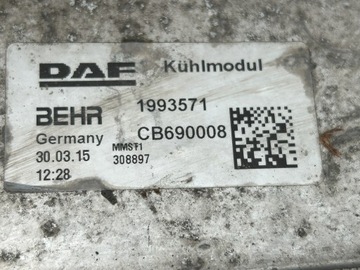 DAF Kühlmodul
BEHR 1993571
Germany CB690008
30.03.15 MMST1
12:28 308897